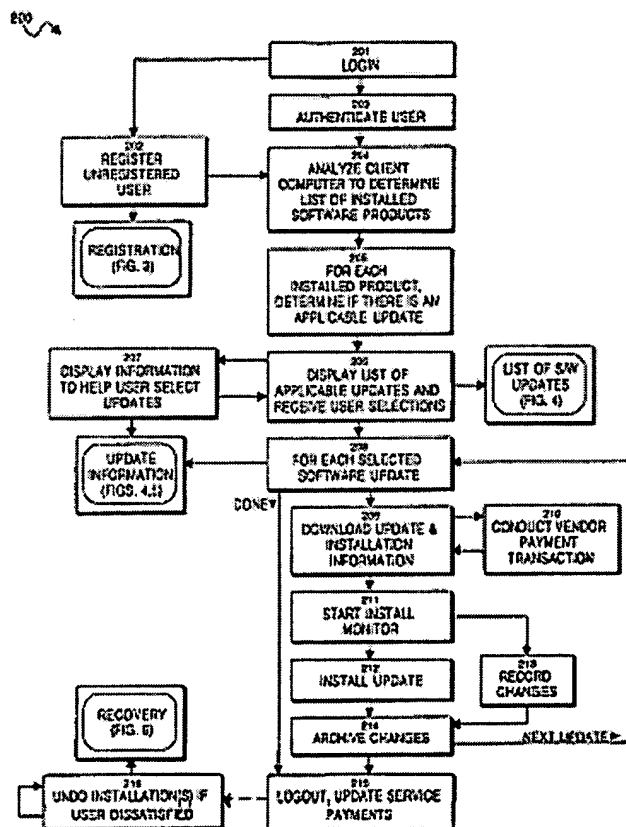 200
201
LOGIN
203
AUTHENTICATE USER
202
REGISTER
UNREGISTERED
USER
204
ANALYZE CLIENT
COMPUTER TO DETERMINE
LIST OF INSTALLED
SOFTWARE PRODUCTS
REGISTRATION
(FIG. 3)
FOR EACH
INSTALLED PRODUCT,
DETERMINE IF THERE IS AN
APPLICABLE UPDATE
207
DISPLAY INFORMATION
TO HELP USER SELECT
UPDATES
DISPLAY LIST OF
APPLICABLE UPDATES AND
RECEIVE USER SELECTIONS
LIST OF S/W
UPDATES
(FIG. 4)
UPDATE
INFORMATION
(FIGS. 4,5)
FOR EACH SELECTED
SOFTWARE UPDATE
DONE▼
209
DOWNLOAD UPDATE &
INSTALLATION
INFORMATION
210
CONDUCT VENDOR
PAYMENT
TRANSACTION
211
START INSTALL
MONITOR
212
INSTALL UPDATE
213
RECORD
CHANGES
RECOVERY
214
ARCHIVE CHANGES
NEXT UPDATE ►
216
UNDO INSTALLATION(S) IF
USER DISSATISFIED
215
LOGOUT, UPDATE SERVICE
PAYMENTS